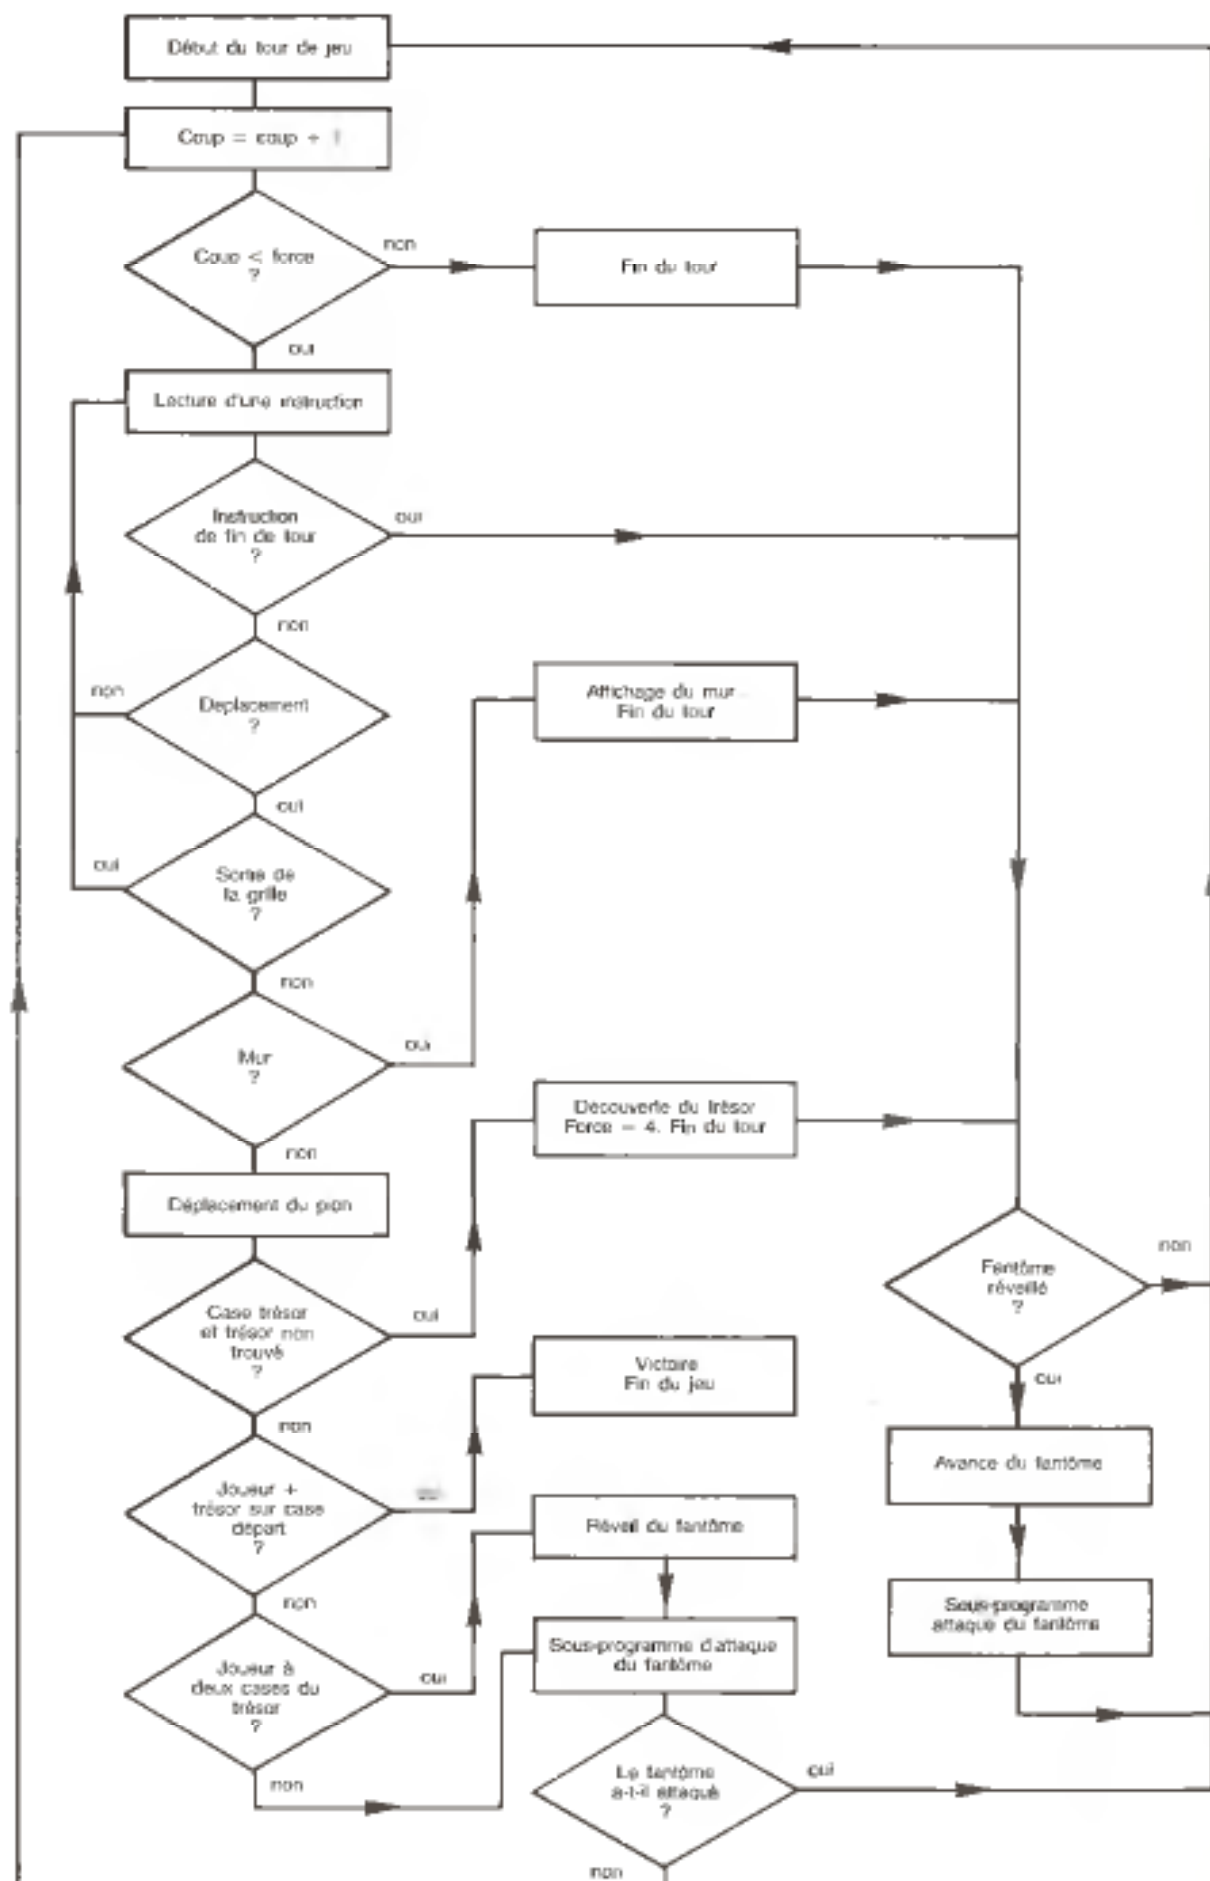 Début du tour de jeu
Coup = coup + 1
Coup < force
?
non
Fin du tour
oui
Lecture d'une instruction
Instruction
de fin de tour
?
oui
non
Déplacement
?
non
oui
Sortie de
la grille
?
oui
non
Mur
?
oui
Affichage du mur
Fin du tour
non
Déplacement du pion
Case trésor
et trésor non
trouvé
?
oui
Découverte du trésor
Force = 4. Fin du tour
non
Joueur +
trésor sur case
départ
?
oui
Victoire
Fin du jeu
non
Joueur à
deux cases du
trésor
?
oui
Réveil du fantôme
non
Sous-programme d'attaque
du fantôme
Le fantôme
a-t-il attaqué
?
oui
non
Fantôme
réveillé
?
non
oui
Avance du fantôme
Sous-programme
attaque du fantôme